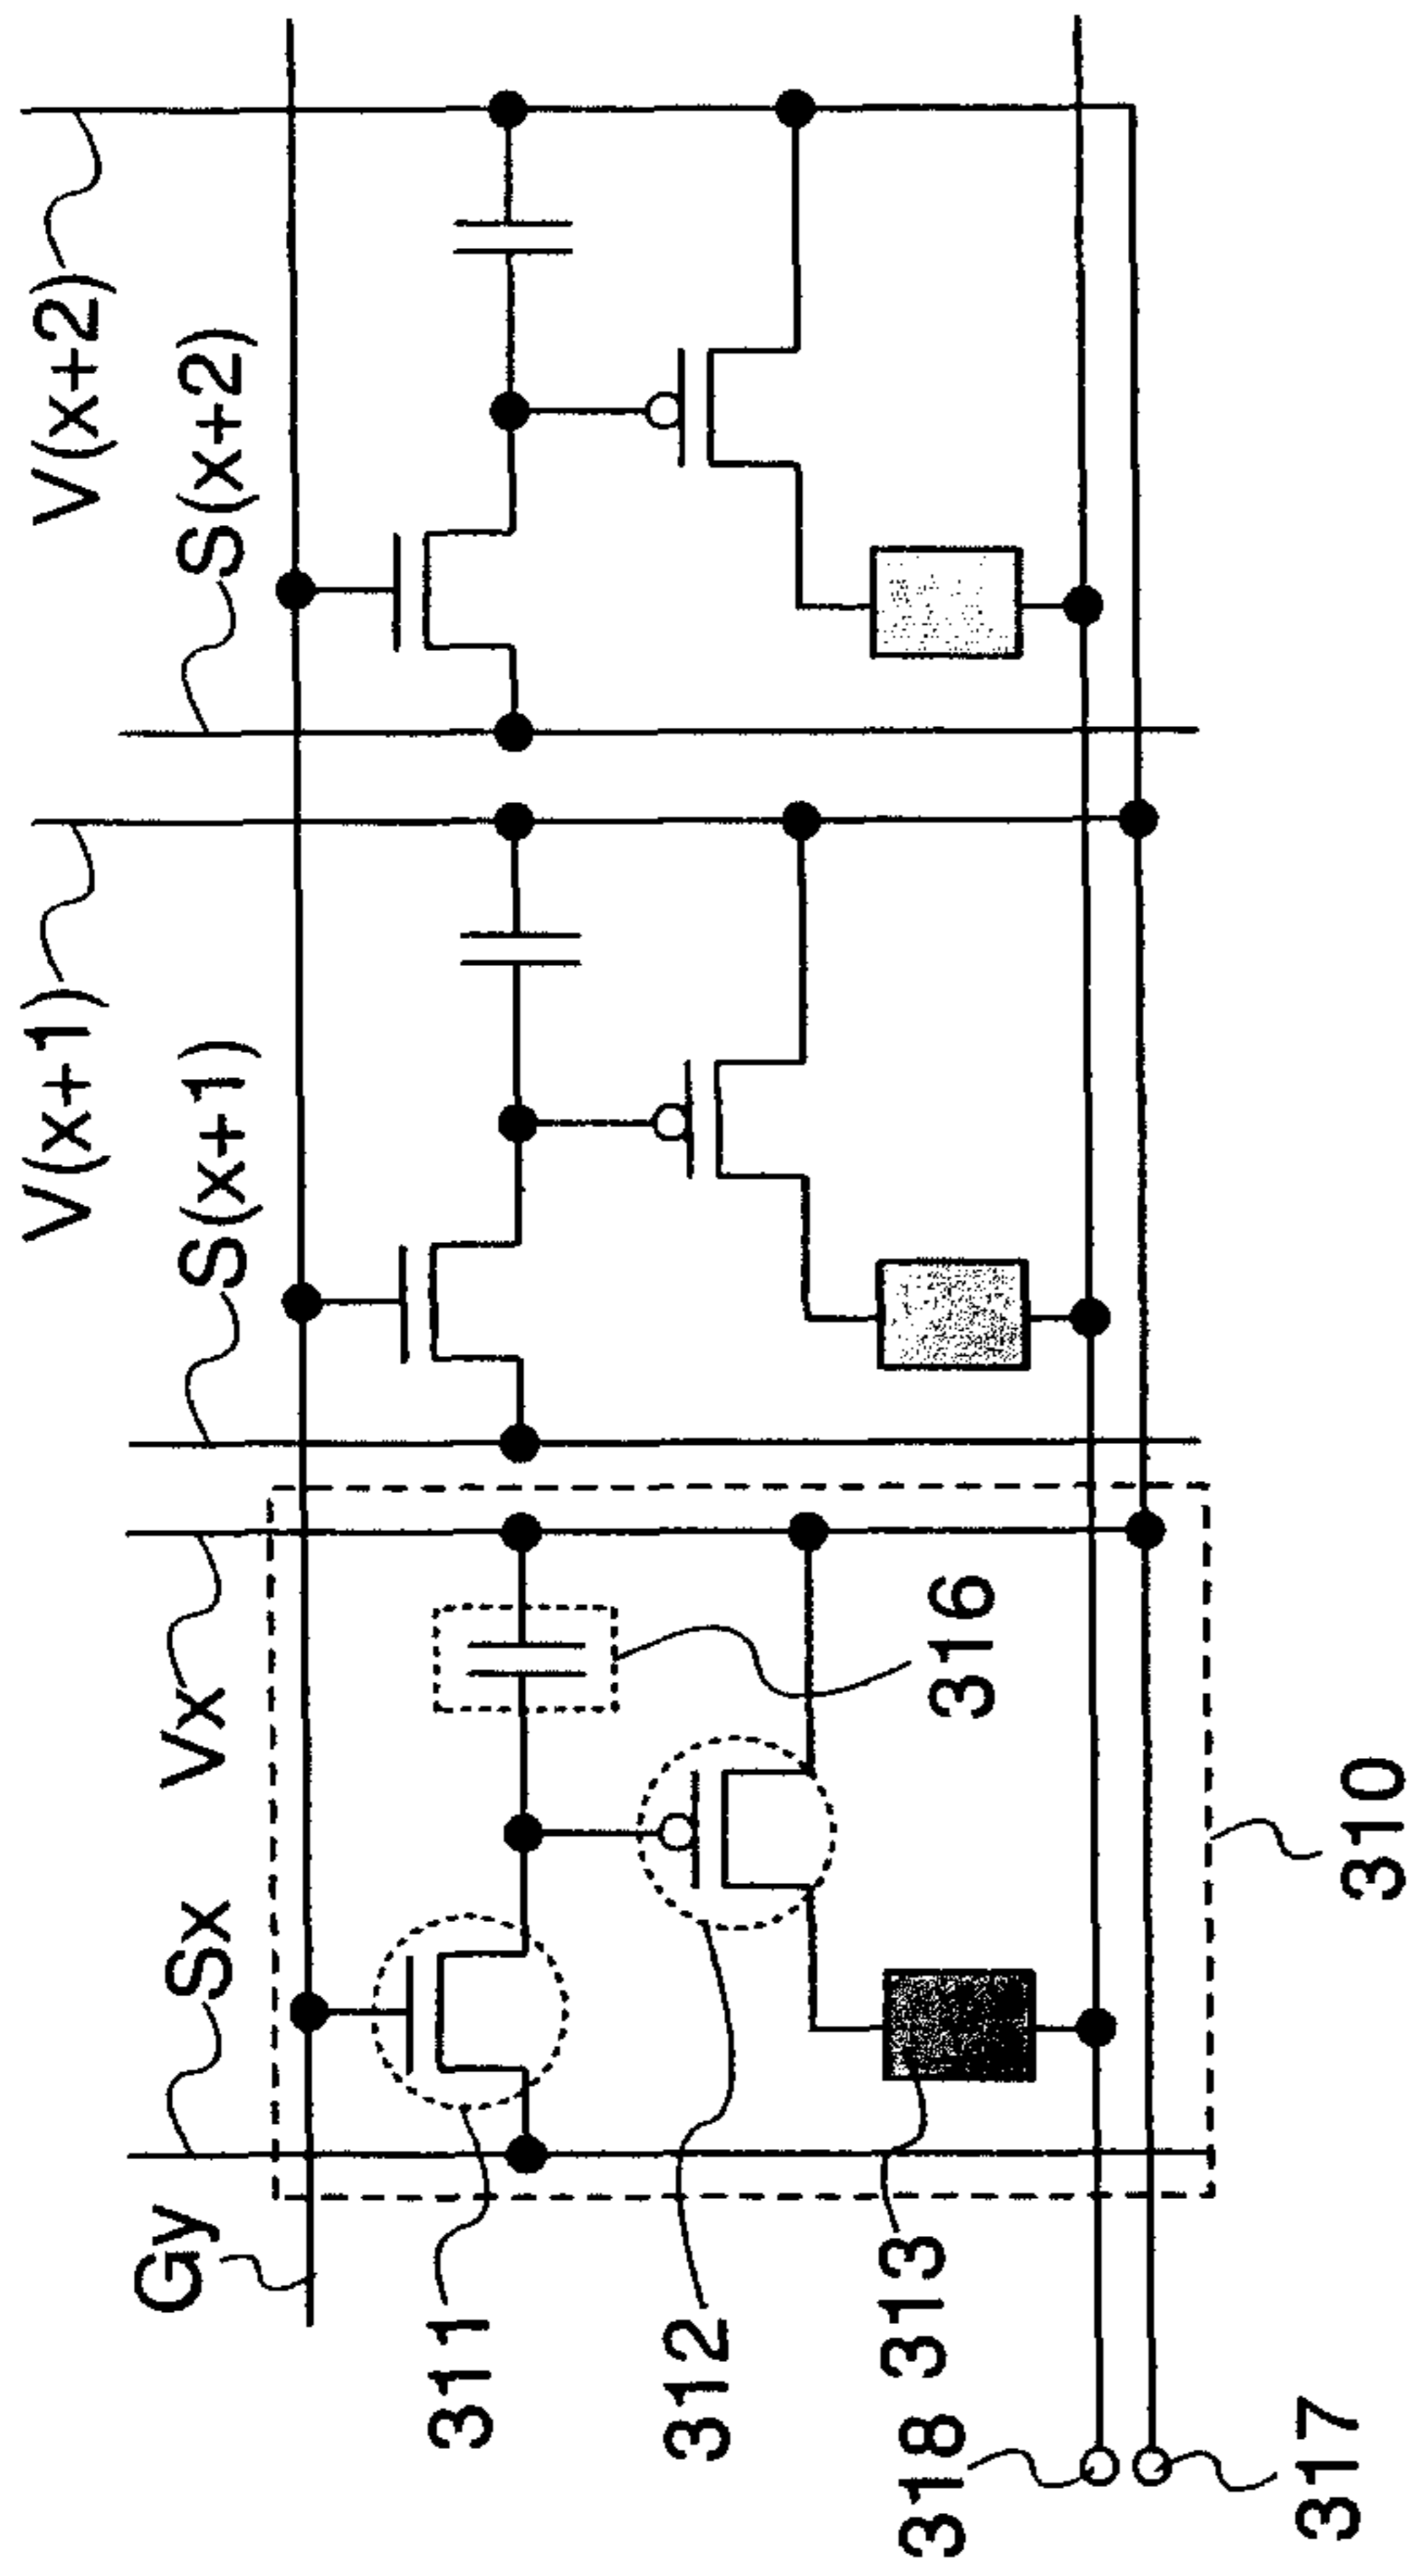 Gy
Sx
Vx
S(x+1)
V(x+1)
S(x+2)
V(x+2)
311
312
313
316
318
317
310